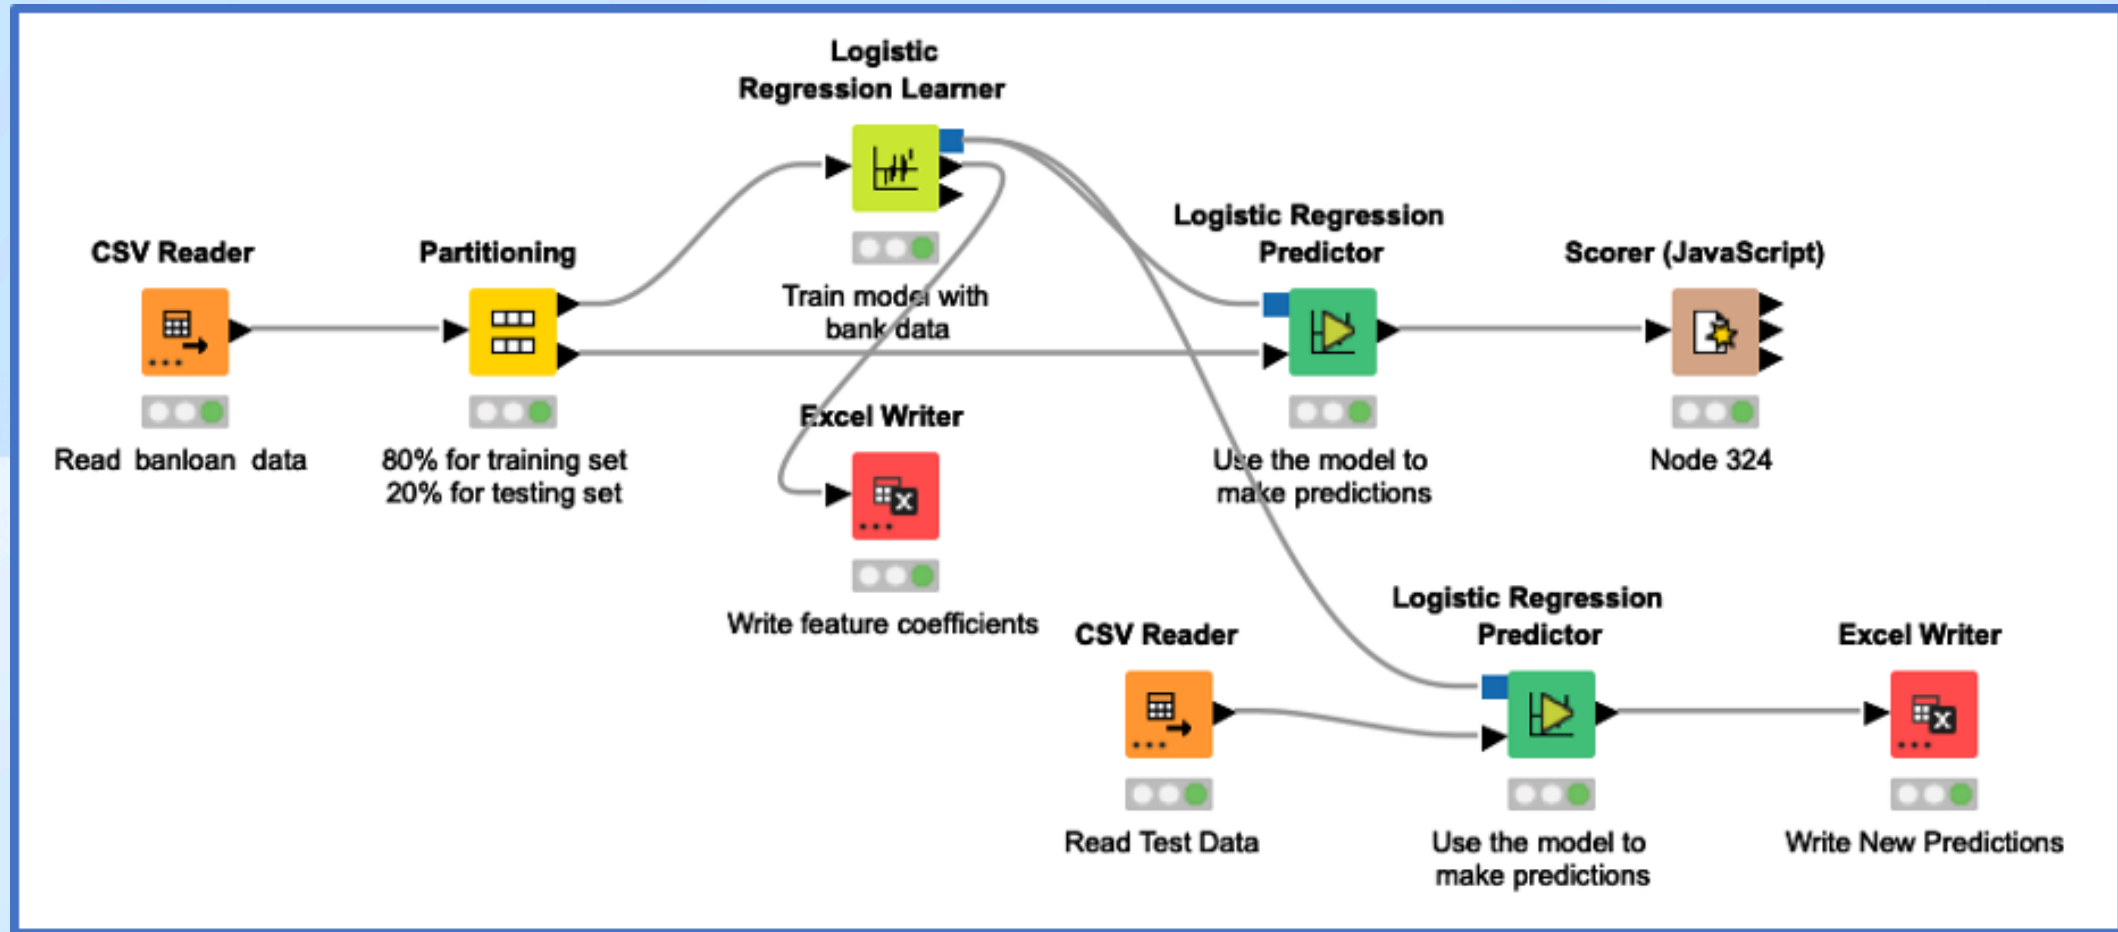 Logistic
Regression Learner
Train model with
bank data
CSV Reader
Read banloan data
Partitioning
80% for training set
20% for testing set
Excel Writer
Write feature coefficients
Logistic Regression
Predictor
Use the model to
make predictions
Scorer (JavaScript)
Node 324
CSV Reader
Read Test Data
Logistic Regression
Predictor
Use the model to
make predictions
Excel Writer
Write New Predictions